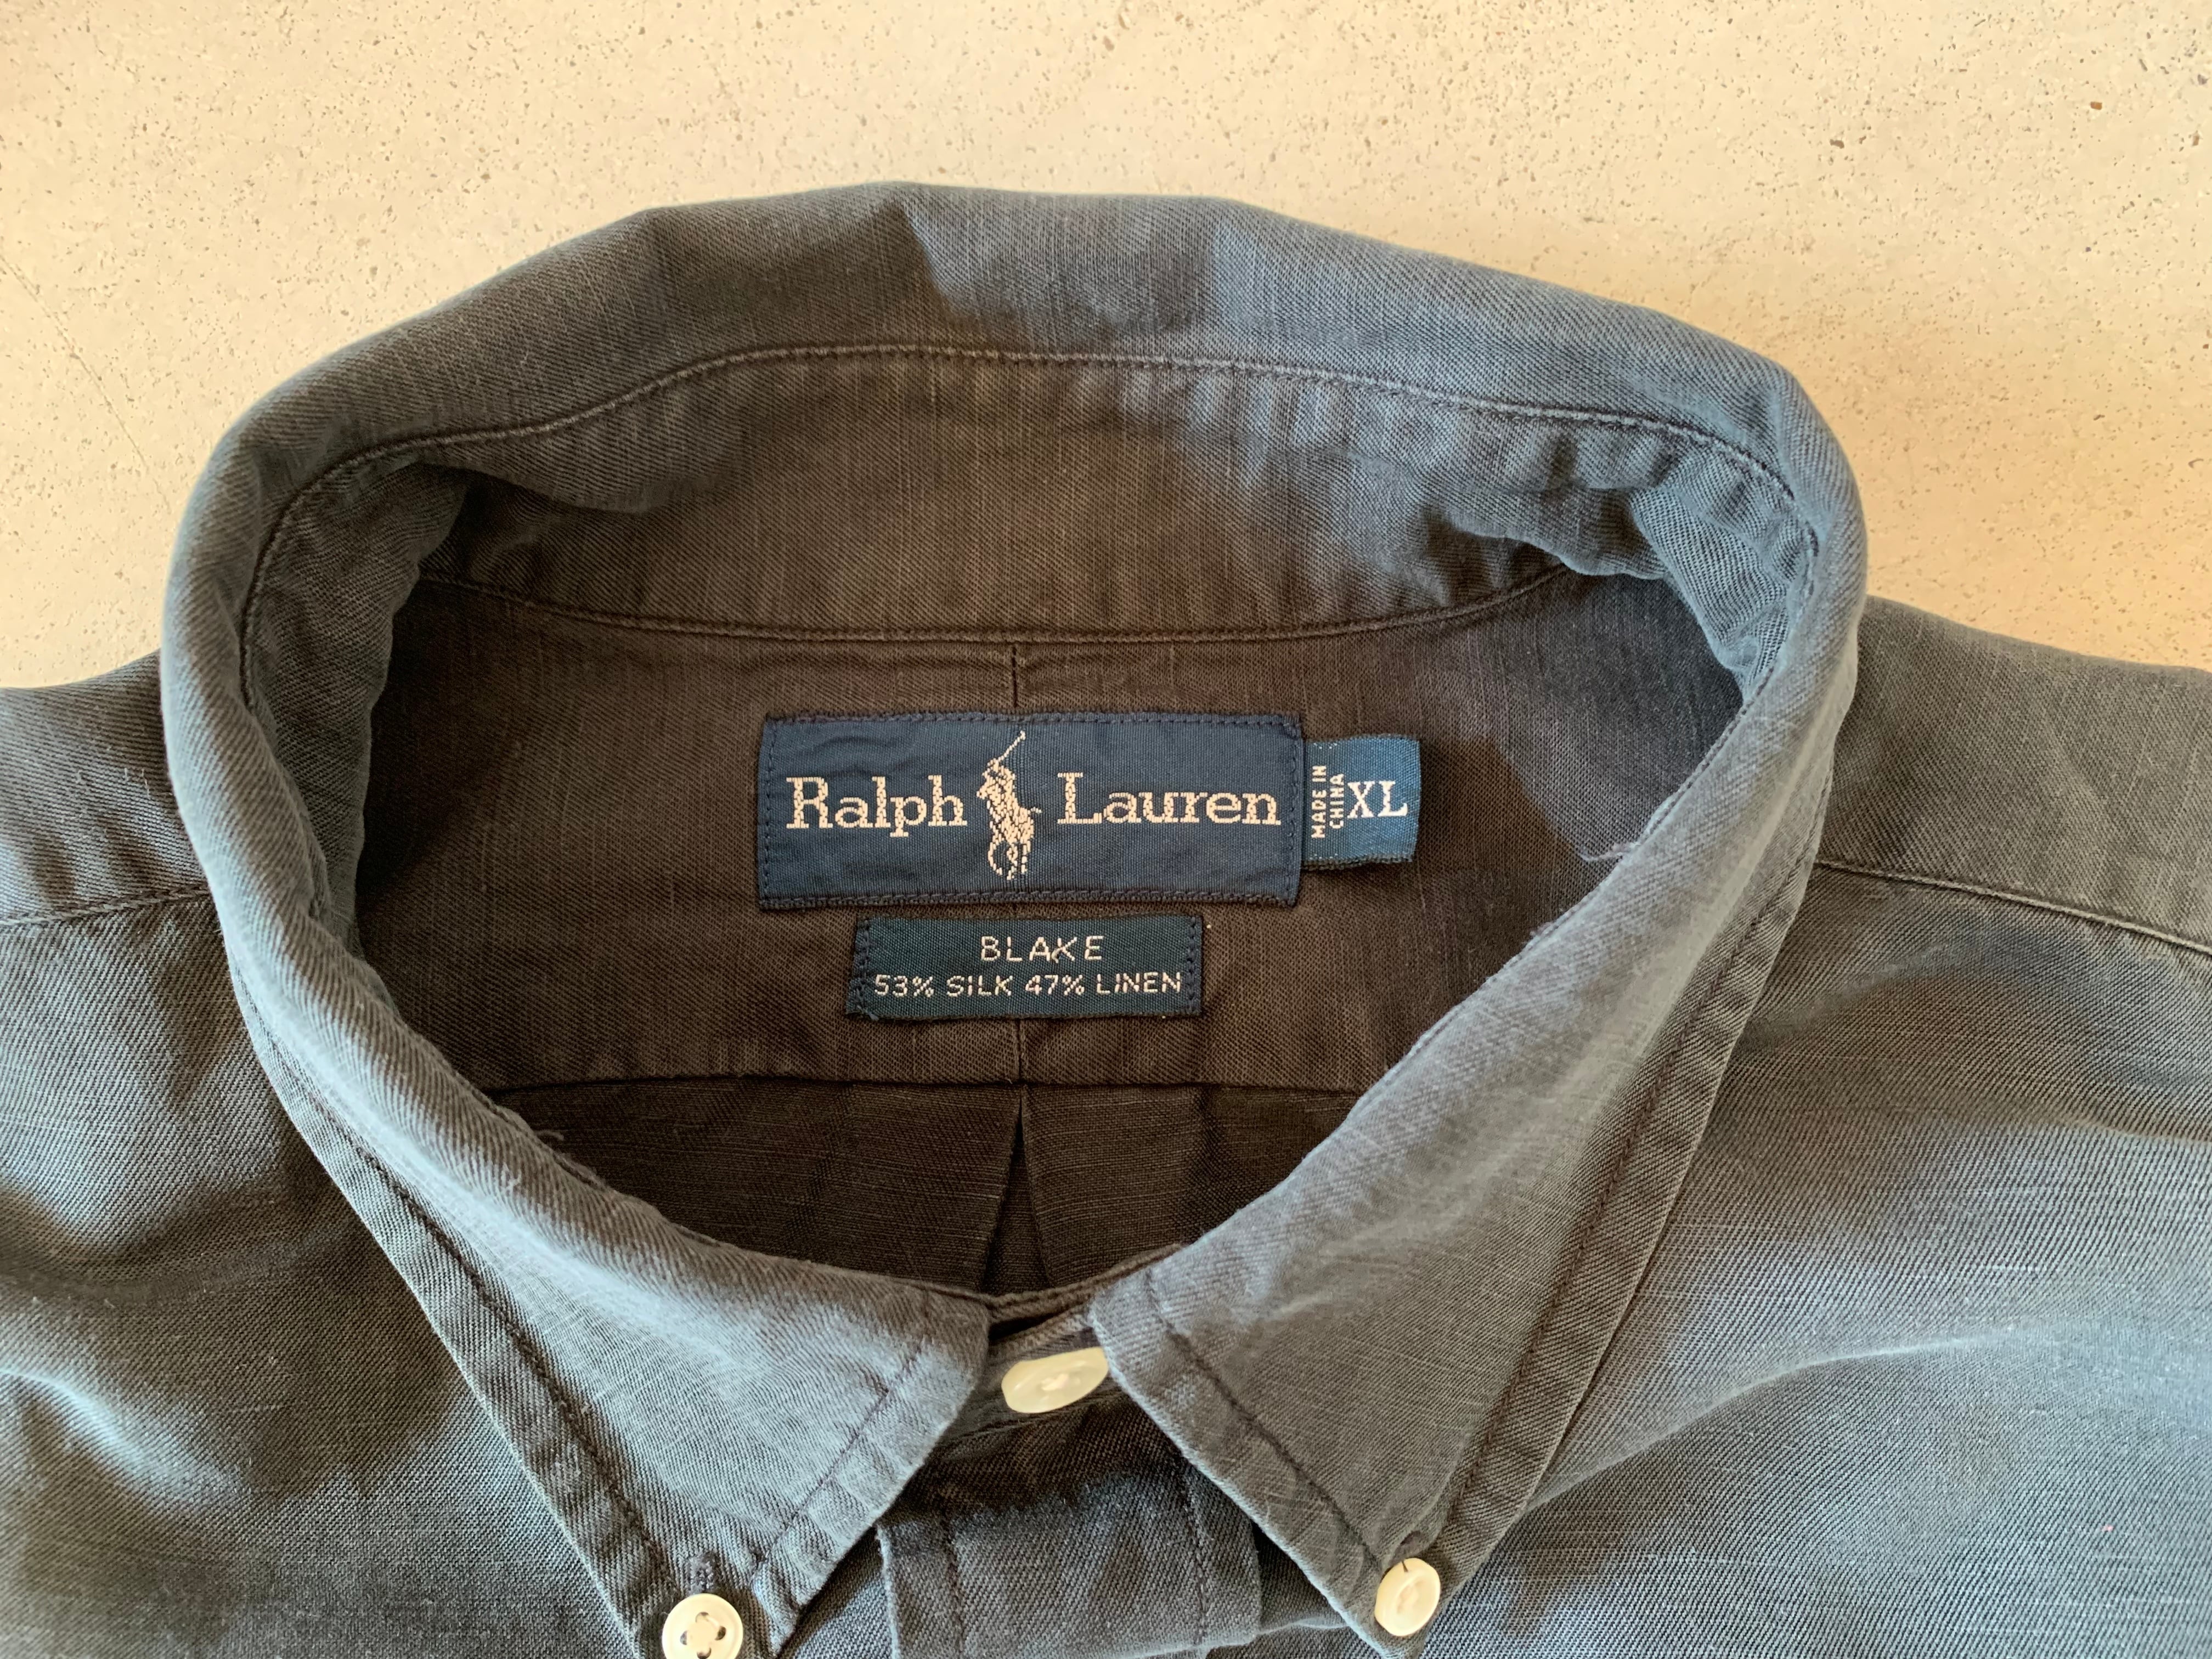 Ralph Lauren
MADE IN
CHINA
XL
BLAKE
53% SILK 47% LINEN